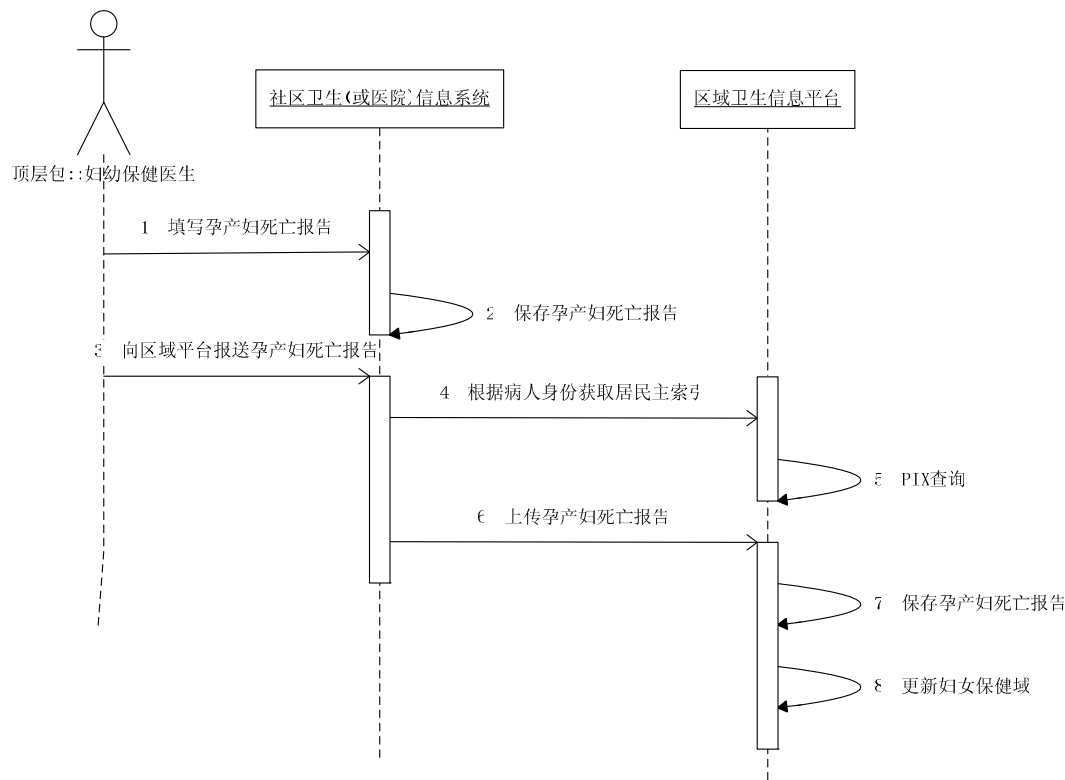 社区卫生(或医院)信息系统
区域卫生信息平台
顶层包::妇幼保健医生
1 填写孕产妇死亡报告
2 保存孕产妇死亡报告
3 向区域平台报送孕产妇死亡报告
4 根据病人身份获取居民主索引
5 PIX查询
6 上传孕产妇死亡报告
7 保存孕产妇死亡报告
8 更新妇女保健域